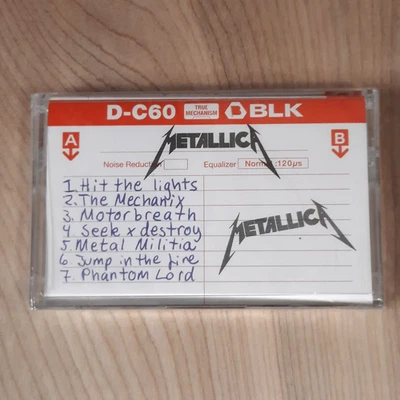 D-C60 TRUE MECHANISM BLK
A B
METALLICA
Noise Reduction Equalizer Normal :120µs
1. Hit the lights
2. The Mechanix
3. Motorbreath
4. Seek x destroy
5. Metal Militia
6. Jump in the fire
7. Phantom Lord
METALLICA